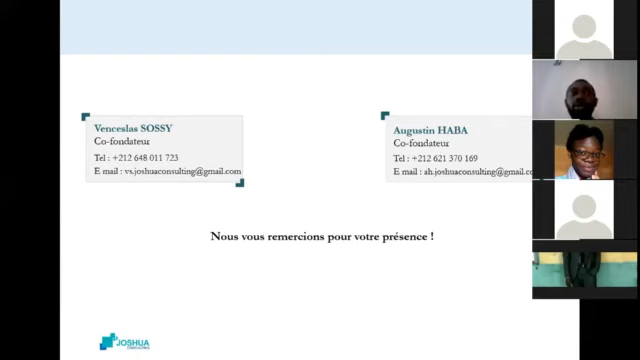 Venceslas SOSSY
Co-fondateur
Tel : +212 648 011 723
E mail : vs.joshuaconsulting@gmail.com
Augustin HABA
Co-fondateur
Tel : +212 621 370 169
E mail : ah.joshuaconsulting@gmail.co
Nous vous remercions pour votre présence !
JOSHUA
CONSULTING